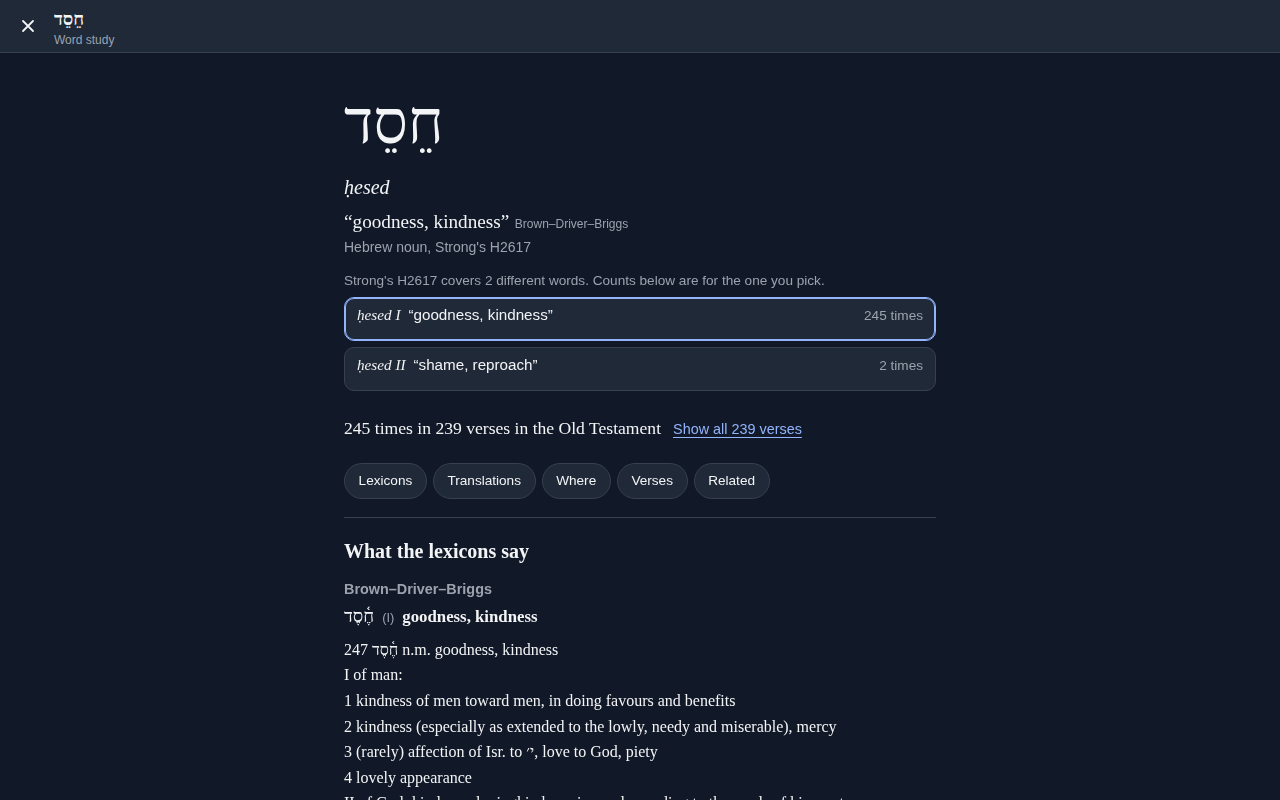 חֵסֵד
Word study
חֵסֵד
ḥesed
“goodness, kindness” Brown–Driver–Briggs
Hebrew noun, Strong's H2617
Strong's H2617 covers 2 different words. Counts below are for the one you pick.
ḥesed I “goodness, kindness” 245 times
ḥesed II “shame, reproach” 2 times
245 times in 239 verses in the Old Testament Show all 239 verses
Lexicons Translations Where Verses Related
What the lexicons say
Brown–Driver–Briggs
חֶ֫סֶד (I) goodness, kindness
247 חֶ֫סֶד n.m. goodness, kindness
I of man:
1 kindness of men toward men, in doing favours and benefits
2 kindness (especially as extended to the lowly, needy and miserable), mercy
3 (rarely) affection of Isr. to י׳, love to God, piety
4 lovely appearance